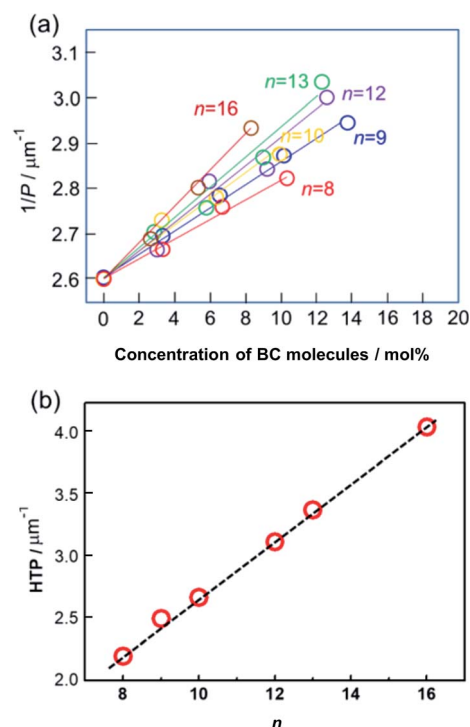 (a)
3.1
3.0
2.9
2.8
2.7
2.6
1/P / μm⁻¹
n=16
n=13
n=12
n=10
n=9
n=8
0 2 4 6 8 10 12 14 16 18 20
Concentration of BC molecules / mol%
(b)
4.0
3.5
3.0
2.5
2.0
HTP / μm⁻¹
8 10 12 14 16
n